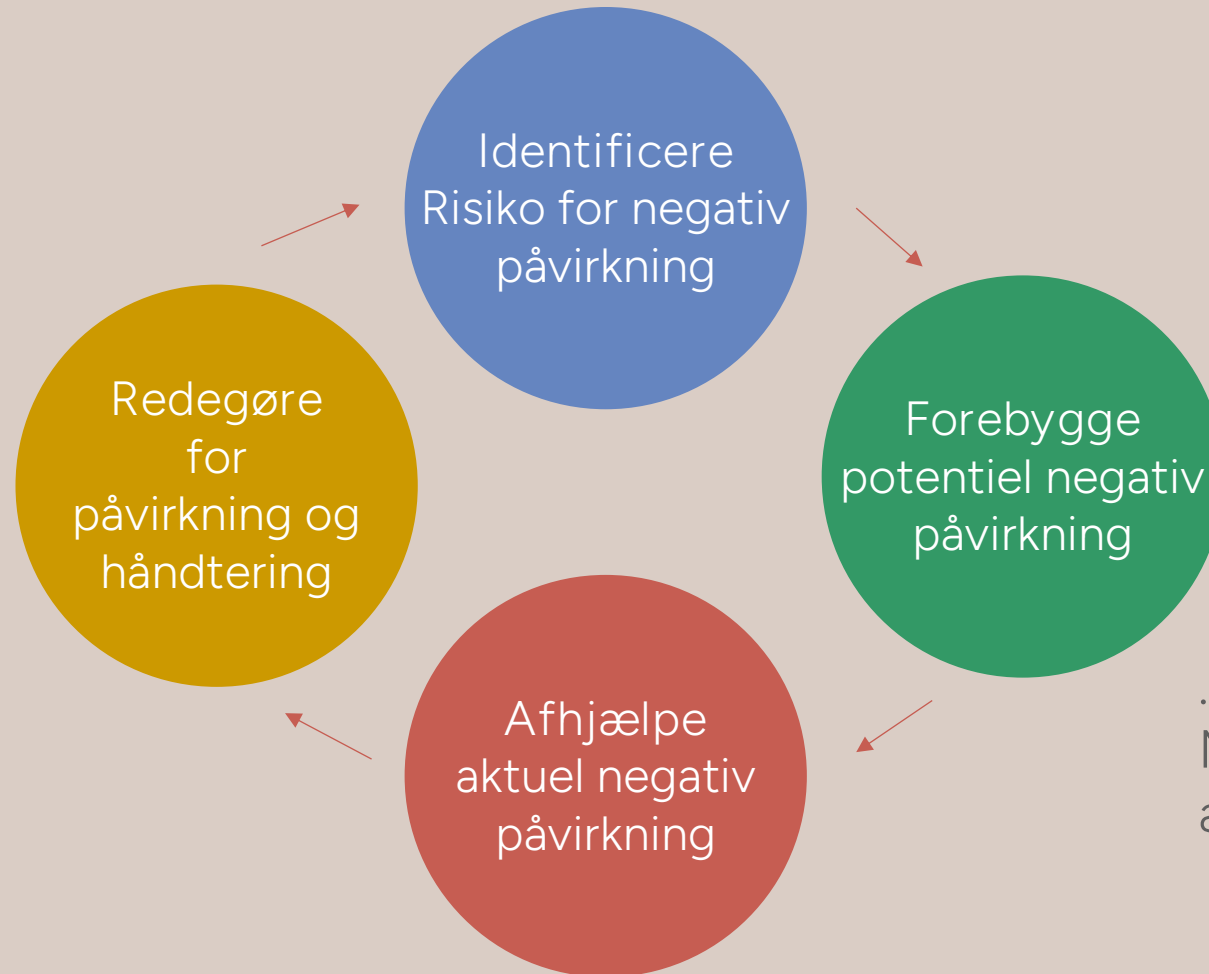 Identificere
Risiko for negativ
påvirkning
Forebygge
potentiel negativ
påvirkning
Afhjælpe
aktuel negativ
påvirkning
Redegøre
for
påvirkning og
håndtering